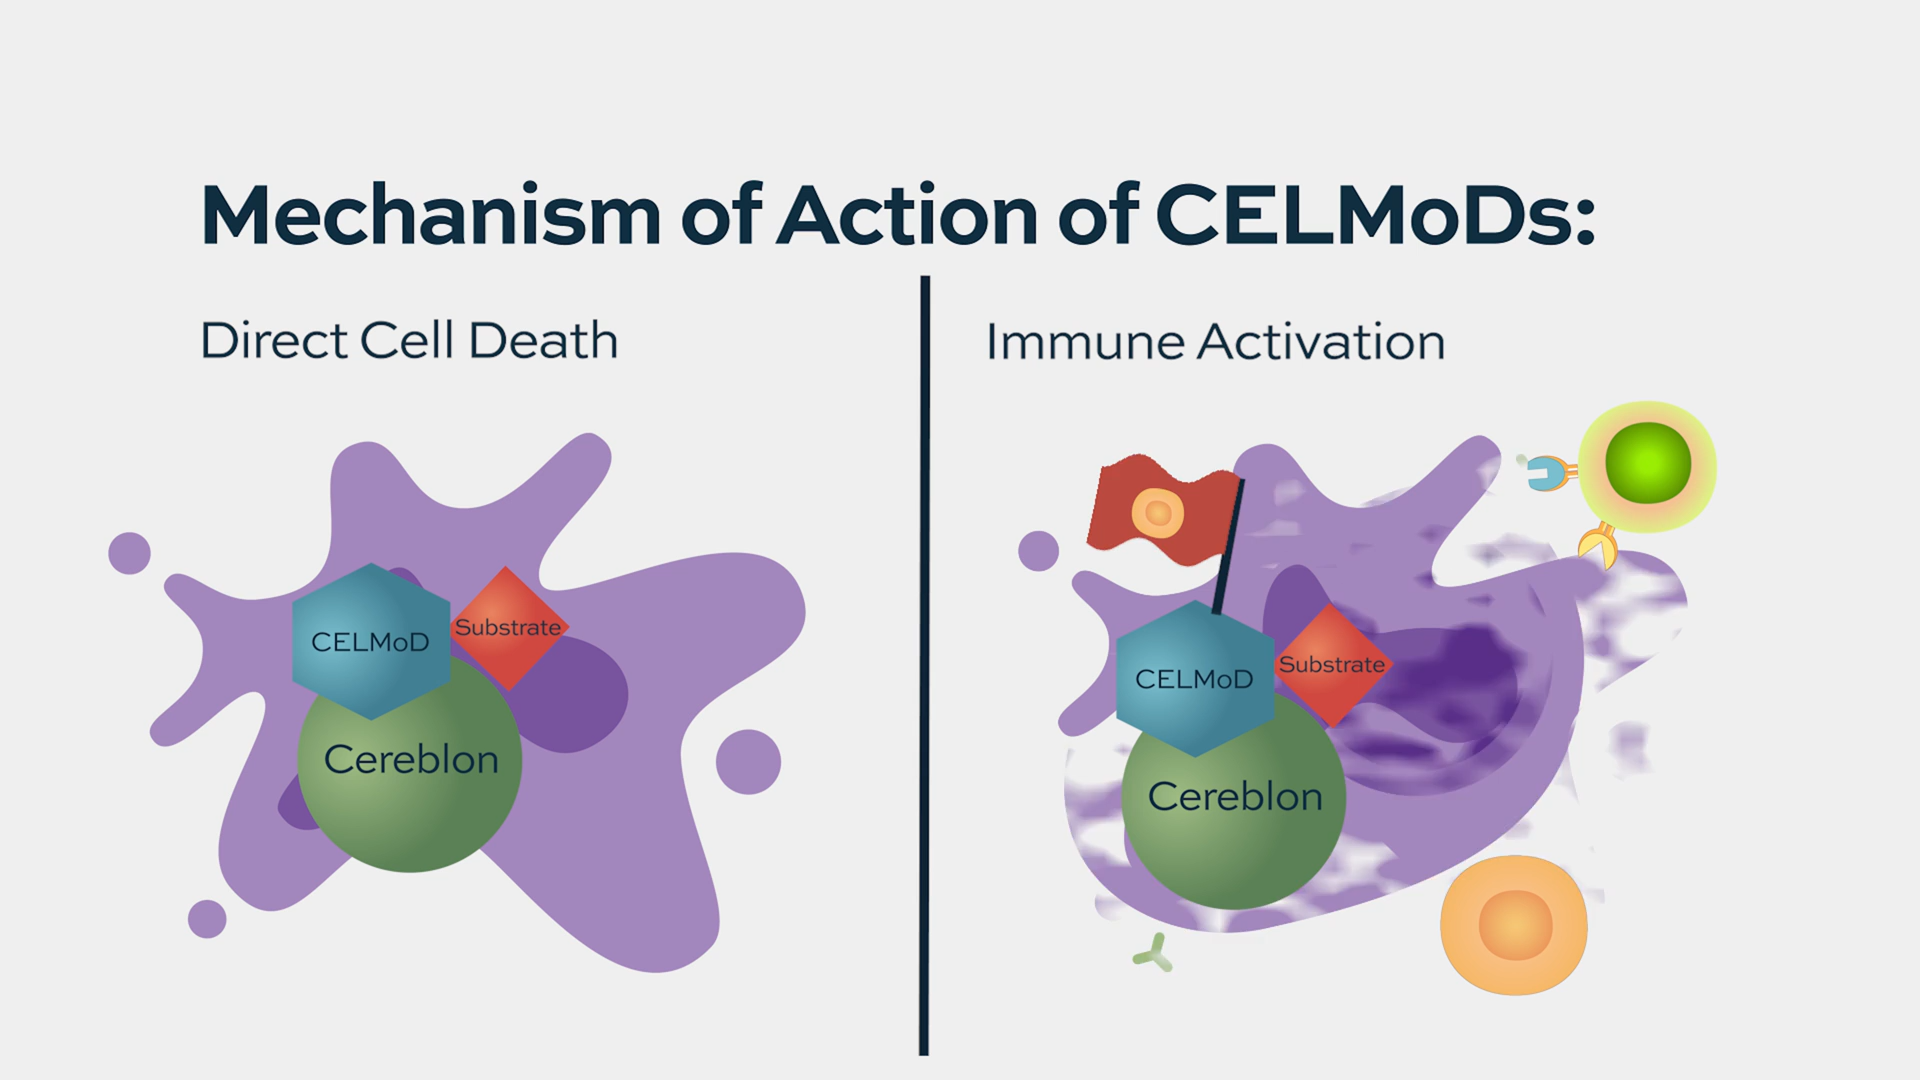 Mechanism of Action of CELMoDs:
Direct Cell Death
CELMoD
Substrate
Cereblon
Immune Activation
CELMoD
Substrate
Cereblon